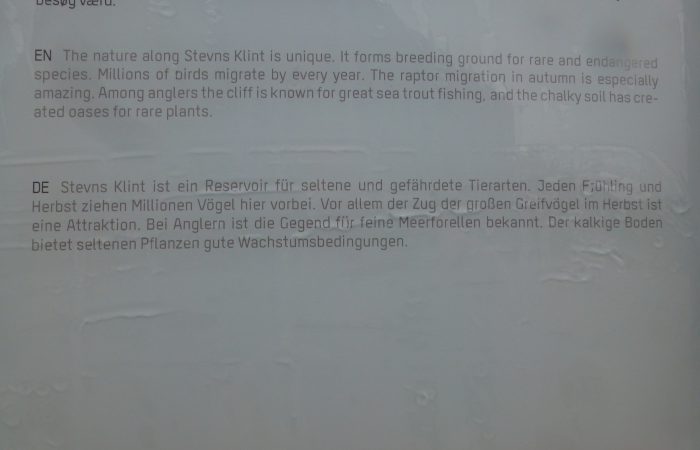 besøg værd.
EN The nature along Stevns Klint is unique. It forms breeding ground for rare and endangered
species. Millions of birds migrate by every year. The raptor migration in autumn is especially
amazing. Among anglers the cliff is known for great sea trout fishing, and the chalky soil has cre-
ated oases for rare plants.
DE Stevns Klint ist ein Reservoir für seltene und gefährdete Tierarten. Jeden Frühling und
Herbst ziehen Millionen Vögel hier vorbei. Vor allem der Zug der großen Greifvögel im Herbst ist
eine Attraktion. Bei Anglern ist die Gegend für feine Meerforellen bekannt. Der kalkige Boden
bietet seltenen Pflanzen gute Wachstumsbedingungen.